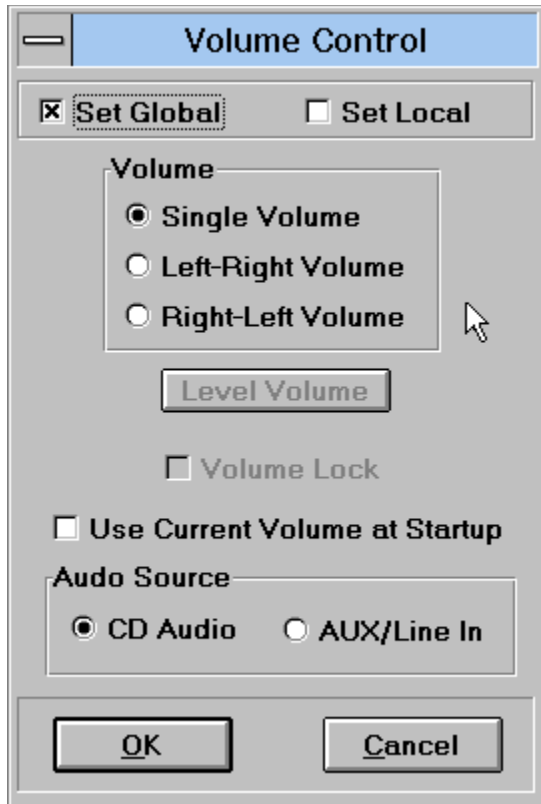 Volume Control
Set Global Set Local
Volume
Single Volume
Left-Right Volume
Right-Left Volume
Level Volume
Volume Lock
Use Current Volume at Startup
Audo Source
CD Audio AUX/Line In
OK Cancel